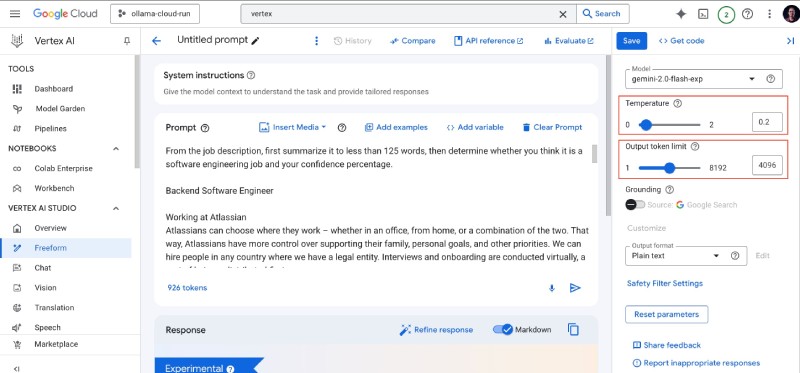 Google Cloud
ollama-cloud-run
vertex
Search
2
Vertex AI
Untitled prompt
History
Compare
API reference
Evaluate
Save
Get code
TOOLS
Dashboard
Model Garden
Pipelines
NOTEBOOKS
Colab Enterprise
Workbench
VERTEX AI STUDIO
Overview
Freeform
Chat
Vision
Translation
Speech
Marketplace
System instructions
Give the model context to understand the task and provide tailored responses
Prompt
Insert Media
Add examples
Add variable
Clear Prompt
From the job description, first summarize it to less than 125 words, then determine whether you think it is a
software engineering job and your confidence percentage.
Backend Software Engineer
Working at Atlassian
Atlassians can choose where they work – whether in an office, from home, or a combination of the two. That
way, Atlassians have more control over supporting their family, personal goals, and other priorities. We can
hire people in any country where we have a legal entity. Interviews and onboarding are conducted virtually, a
926 tokens
Response
Refine response
Markdown
Experimental
Model
gemini-2.0-flash-exp
Temperature
0
2
0.2
Output token limit
1
8192
4096
Grounding
Source: Google Search
Customize
Output format
Plain text
Edit
Safety Filter Settings
Reset parameters
Share feedback
Report inappropriate responses